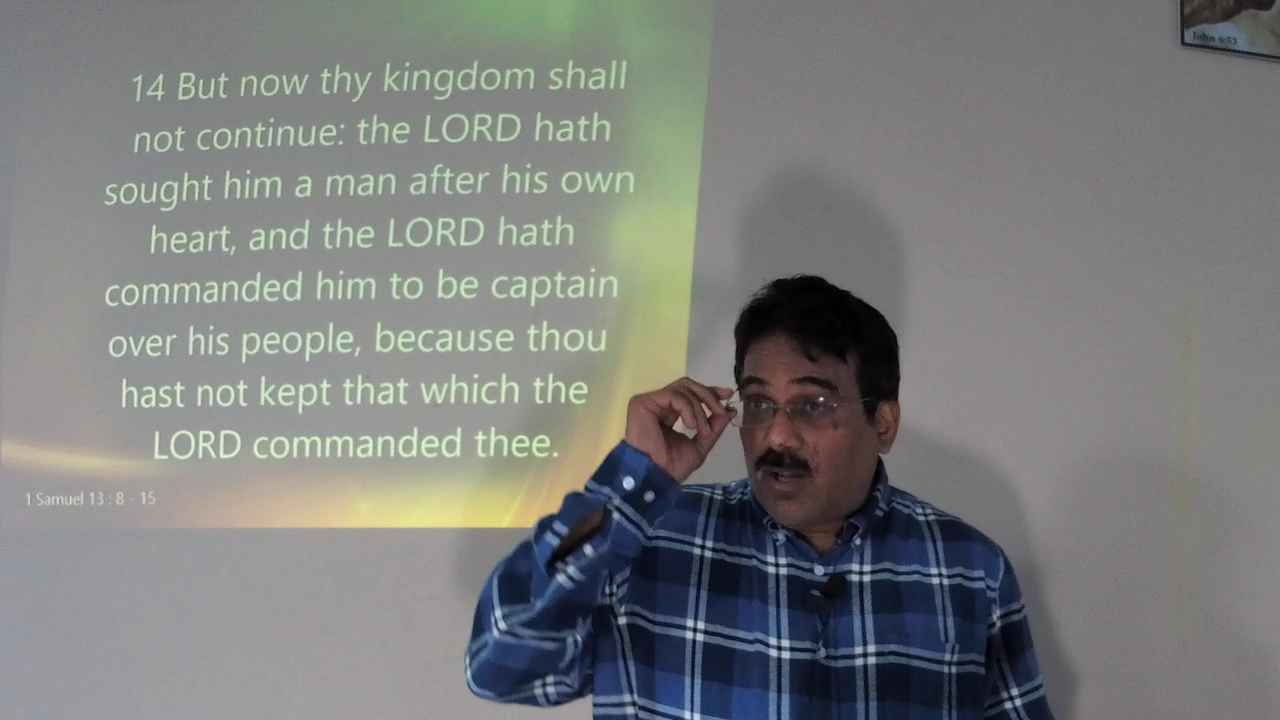 14 But now thy kingdom shall
not continue: the LORD hath
sought him a man after his own
heart, and the LORD hath
commanded him to be captain
over his people, because thou
hast not kept that which the
LORD commanded thee.
1 Samuel 13 : 8 - 15
John 6:53